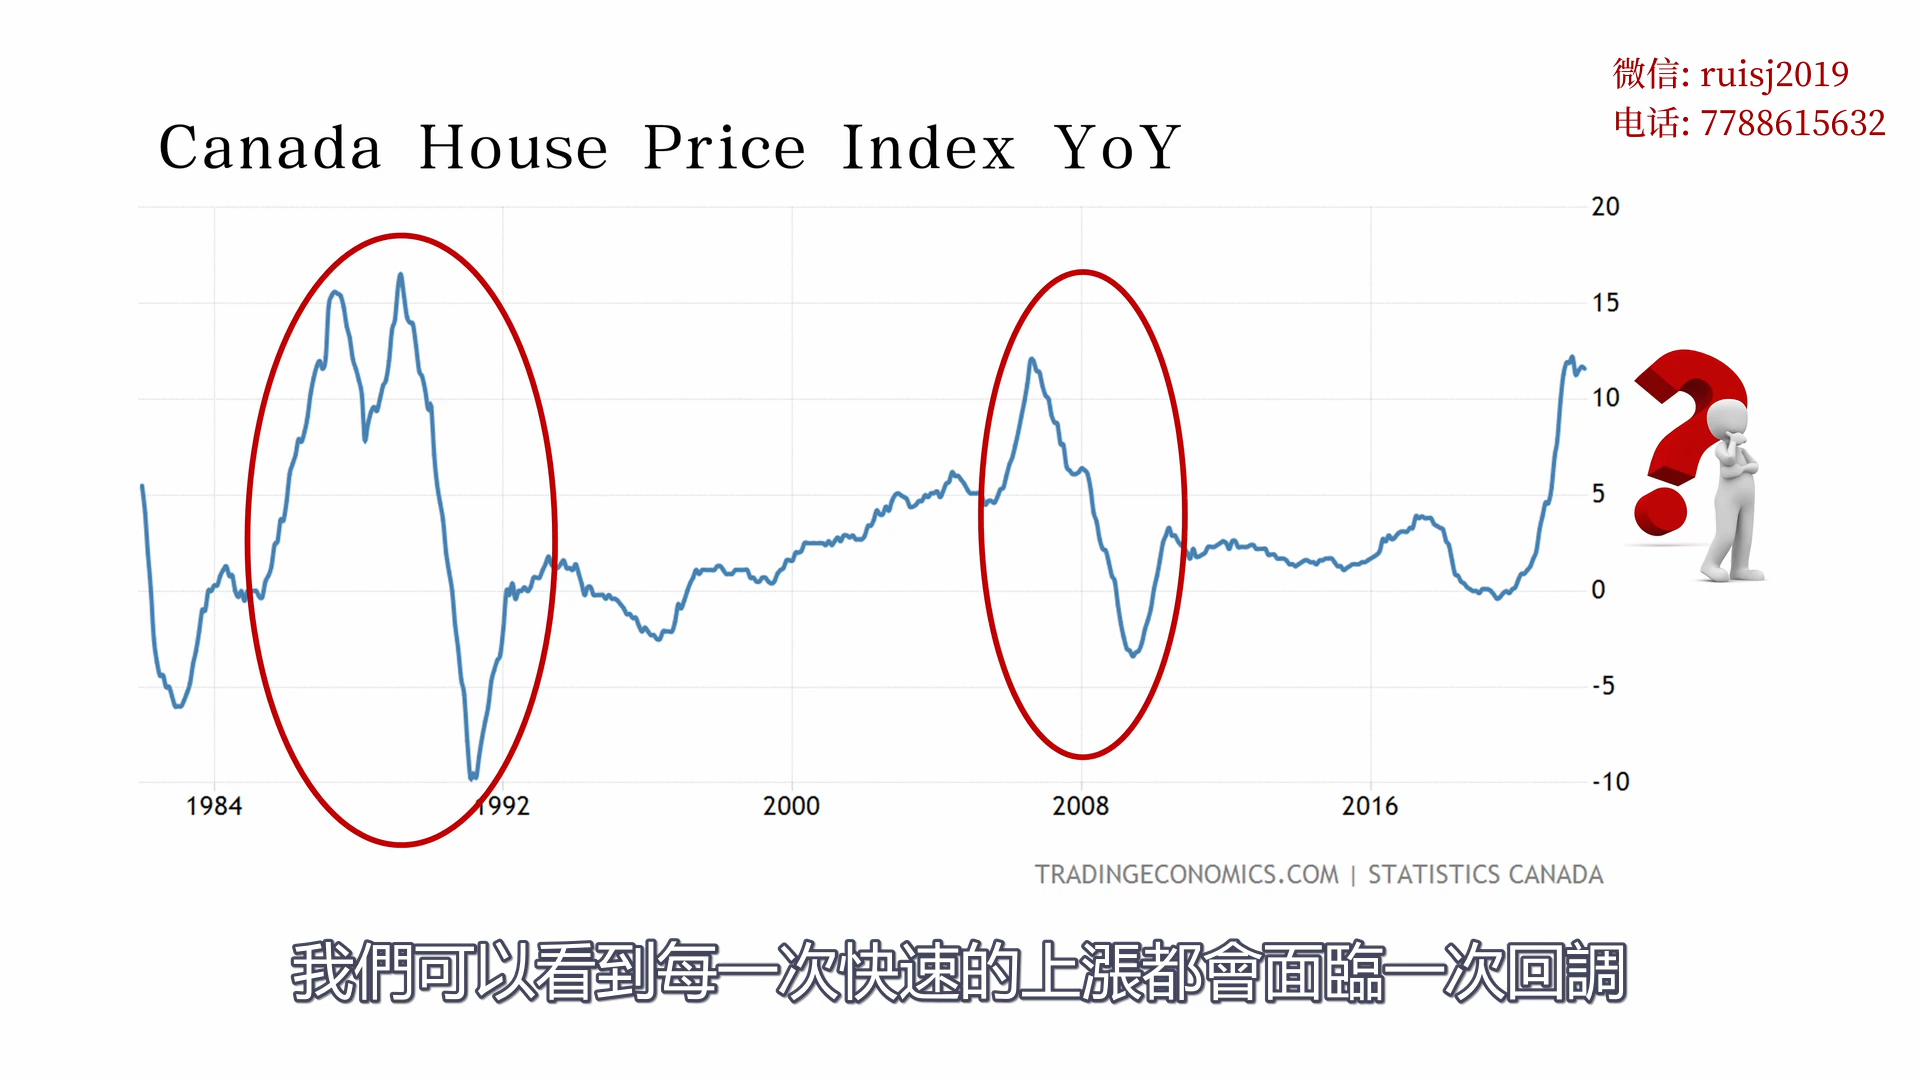 微信: ruisj2019
电话: 7788615632
Canada House Price Index YoY
20
15
10
5
0
-5
-10
1984 1992 2000 2008 2016
TRADINGECONOMICS.COM | STATISTICS CANADA
我們可以看到每一次快速的上漲都會面臨一次回調